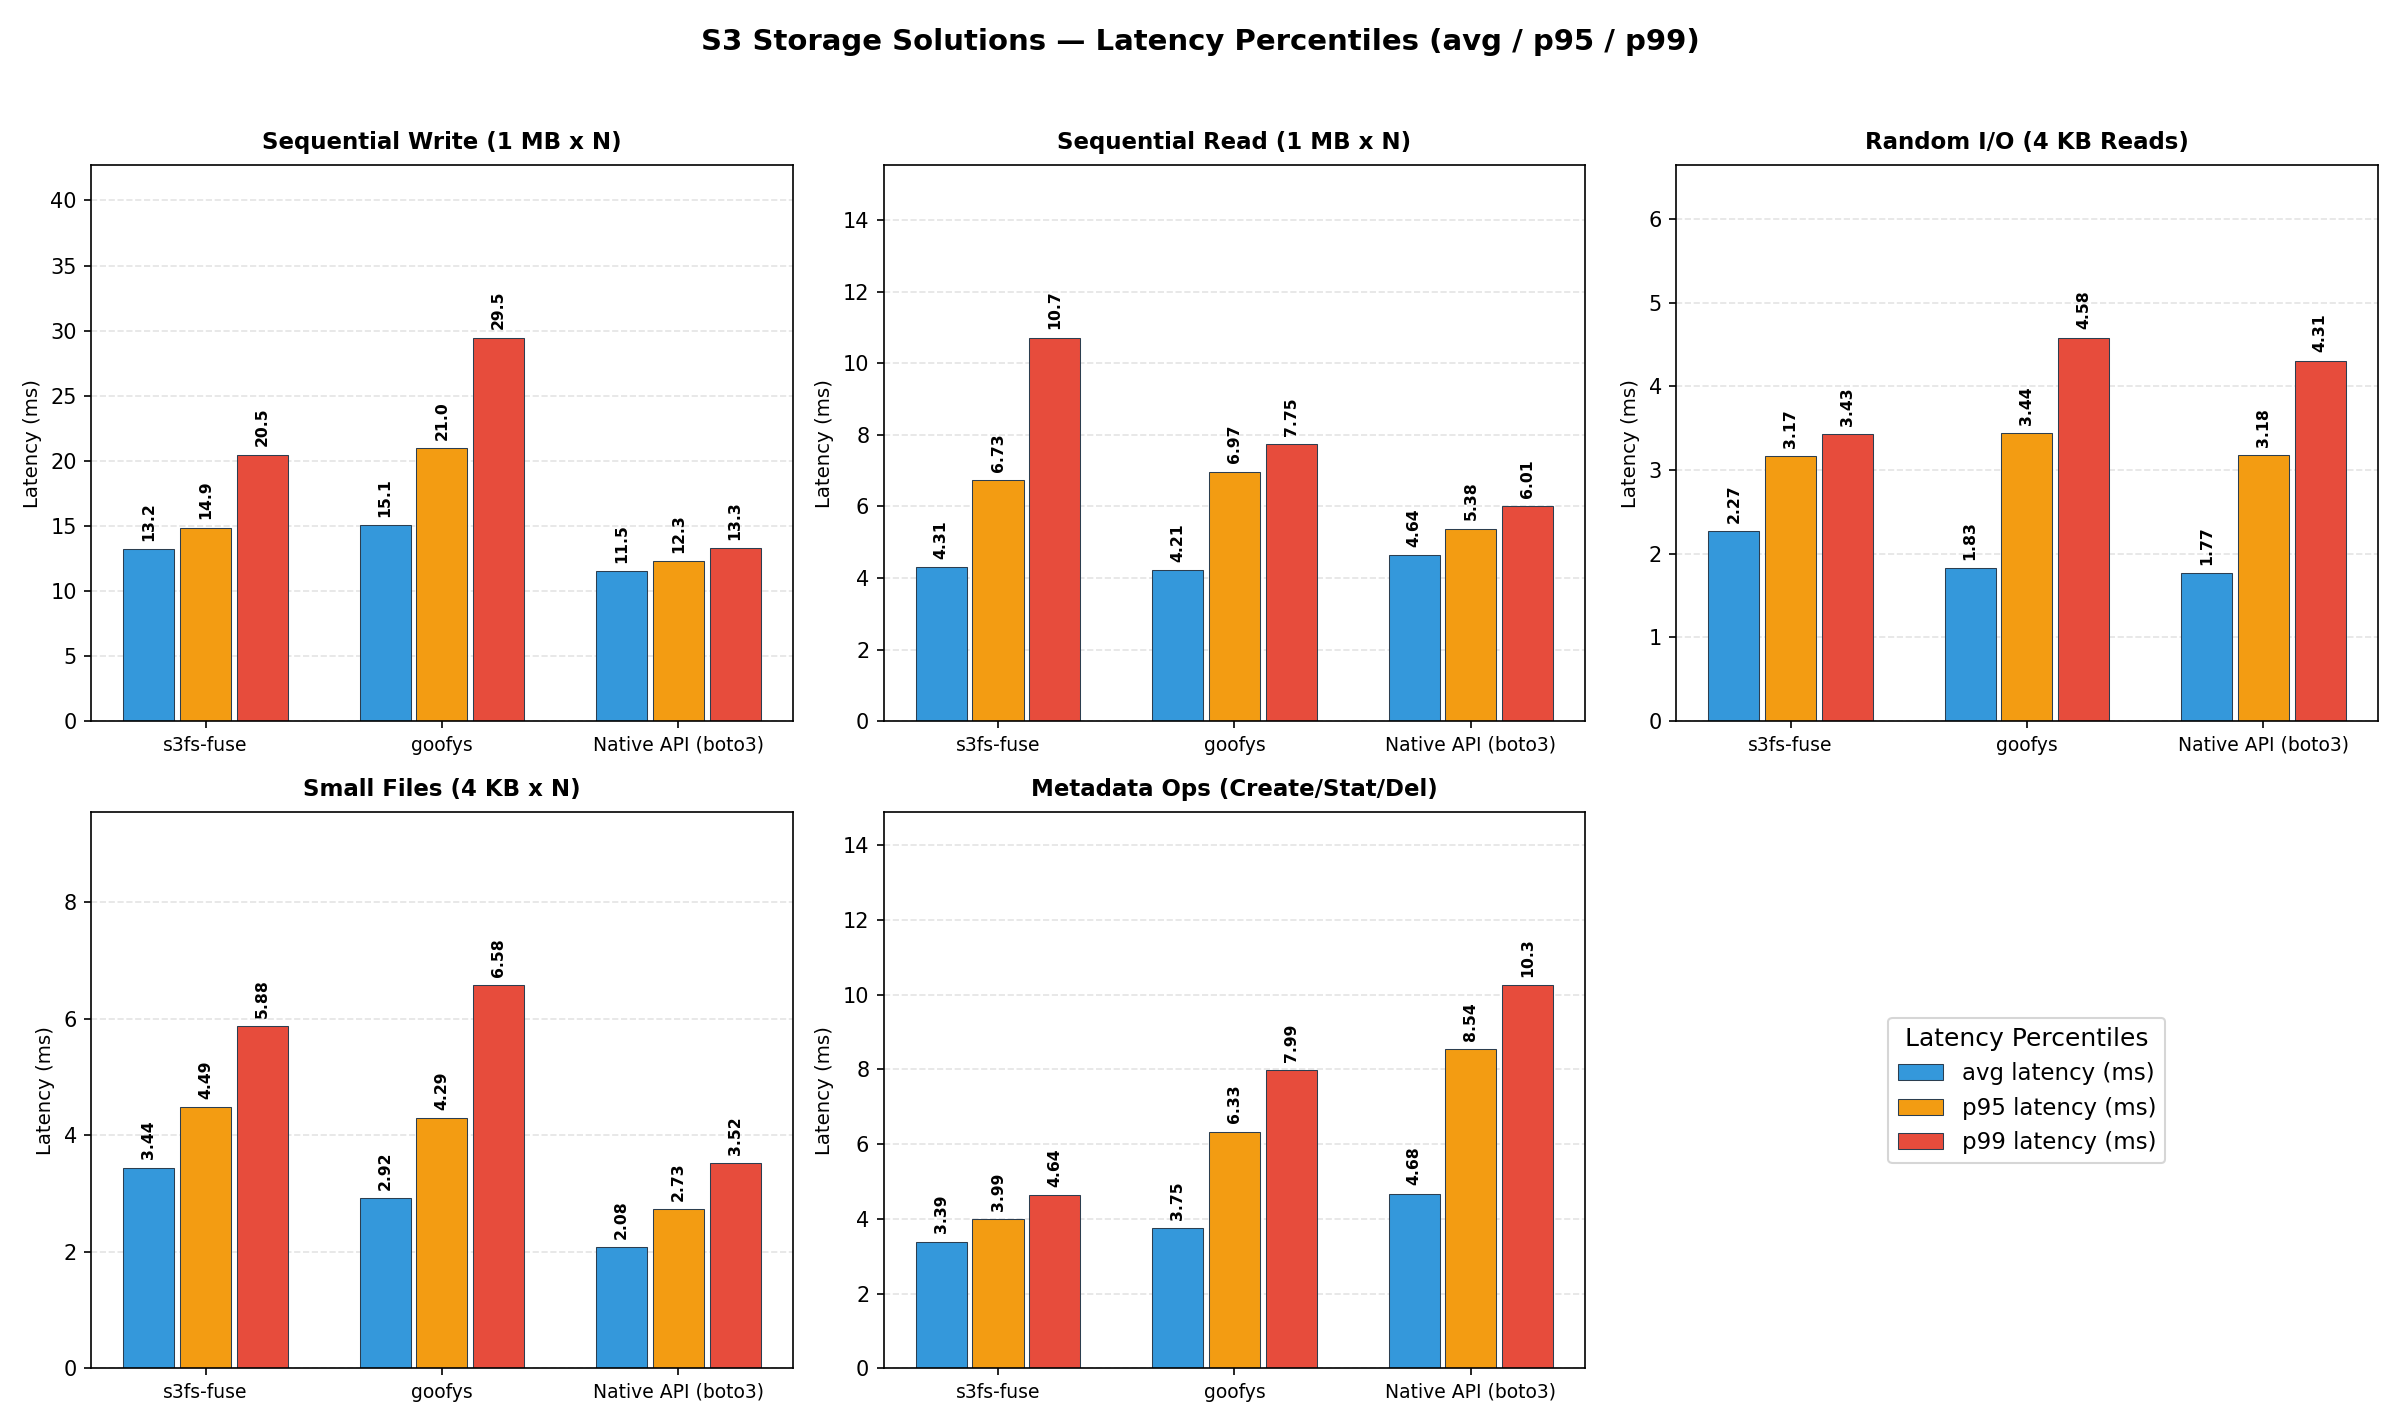 S3 Storage Solutions — Latency Percentiles (avg / p95 / p99)
Sequential Write (1 MB x N)
Latency (ms)
40
35
30
25
20
15
10
5
0
13.2
14.9
20.5
15.1
21.0
29.5
11.5
12.3
13.3
s3fs-fuse
goofys
Native API (boto3)
Sequential Read (1 MB x N)
Latency (ms)
14
12
10
8
6
4
2
0
4.31
6.73
10.7
4.21
6.97
7.75
4.64
5.38
6.01
s3fs-fuse
goofys
Native API (boto3)
Random I/O (4 KB Reads)
Latency (ms)
6
5
4
3
2
1
0
2.27
3.17
3.43
1.83
3.44
4.58
1.77
3.18
4.31
s3fs-fuse
goofys
Native API (boto3)
Small Files (4 KB x N)
Latency (ms)
8
6
4
2
0
3.44
4.49
5.88
2.92
4.29
6.58
2.08
2.73
3.52
s3fs-fuse
goofys
Native API (boto3)
Metadata Ops (Create/Stat/Del)
Latency (ms)
14
12
10
8
6
4
2
0
3.39
3.99
4.64
3.75
6.33
7.99
4.68
8.54
10.3
s3fs-fuse
goofys
Native API (boto3)
Latency Percentiles
avg latency (ms)
p95 latency (ms)
p99 latency (ms)